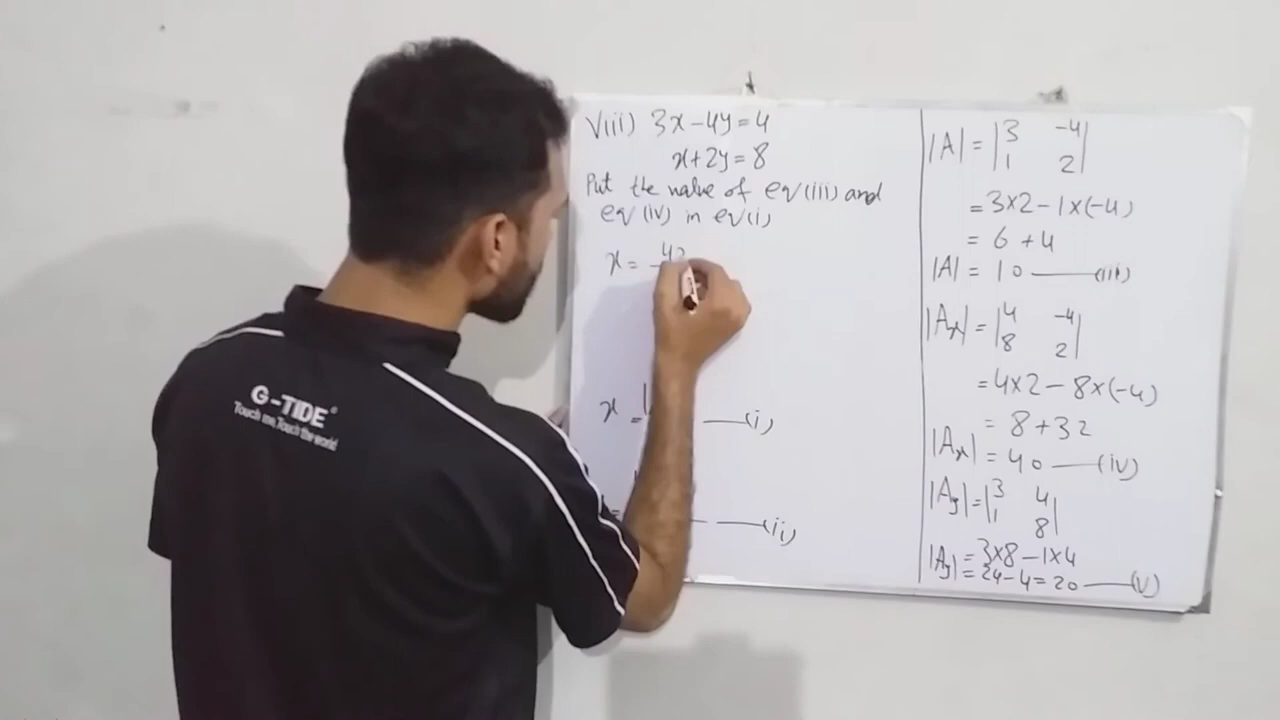 G-TIDE®
Touch me, Touch the world
Viii) 3x-4y=4
x+2y=8
Put the value of eq(iii) and
eq(iv) in eq(i)
x =
x = ——(i)
= ——(ii)
|A| = |3 -4|
|1 2|
= 3x2-1x(-4)
= 6 +4
|A| = 10 ——(iii)
|Ax| = |4 -4|
|8 2|
= 4x2-8x(-4)
= 8+32
|Ax| = 40 ——(iv)
|Ay| = |3 4|
|1 8|
|Ay| = 3x8-1x4
|Ay| = 24-4=20 ——(v)